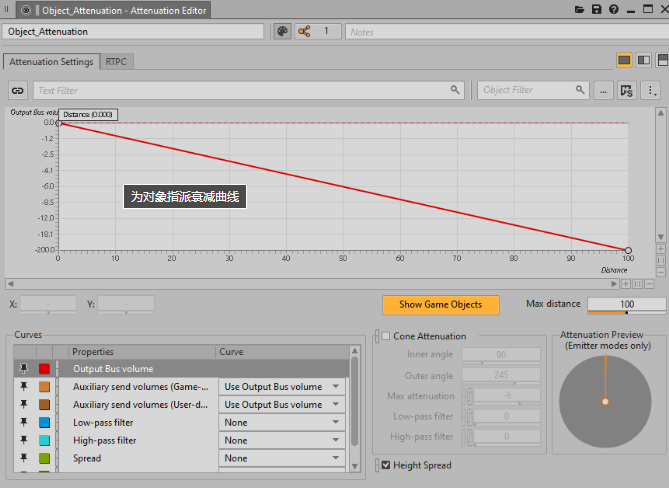 Object_Attenuation - Attenuation Editor
Object_Attenuation
1
Notes
Attenuation Settings
RTPC
Text Filter
Object Filter
...
M
S
Output Bus volu
Distance (0.000)
0.0
-1.2
-2.5
-4.1
-6.0
-8.5
-12.0
-18.1
-200.0
为对象指派衰减曲线
0 10 20 30 40 50 60 70 80 90 100
Distance
X: - Y: -
Show Game Objects
Max distance 100
Curves
Properties Curve
Output Bus volume
Auxiliary send volumes (Game-... Use Output Bus volume
Auxiliary send volumes (User-d... Use Output Bus volume
Low-pass filter None
High-pass filter None
Spread None
Cone Attenuation
Inner angle 90
Outer angle 245
Max attenuation -6
Low-pass filter 0
High-pass filter 0
Height Spread
Attenuation Preview
(Emitter modes only)